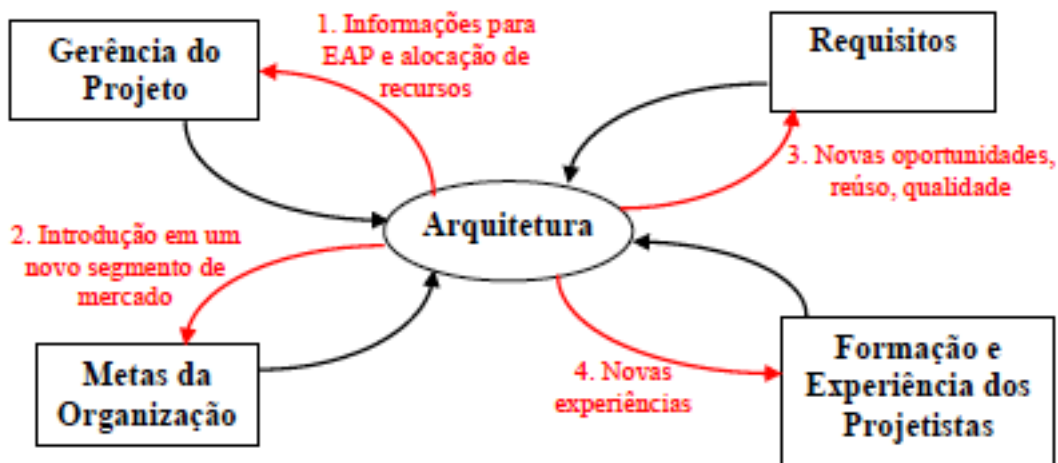 Gerência do
Projeto
1. Informações para
EAP e alocação de
recursos
Requisitos
3. Novas oportunidades,
reúso, qualidade
Arquitetura
2. Introdução em um
novo segmento de
mercado
Metas da
Organização
4. Novas
experiências
Formação e
Experiência dos
Projetistas